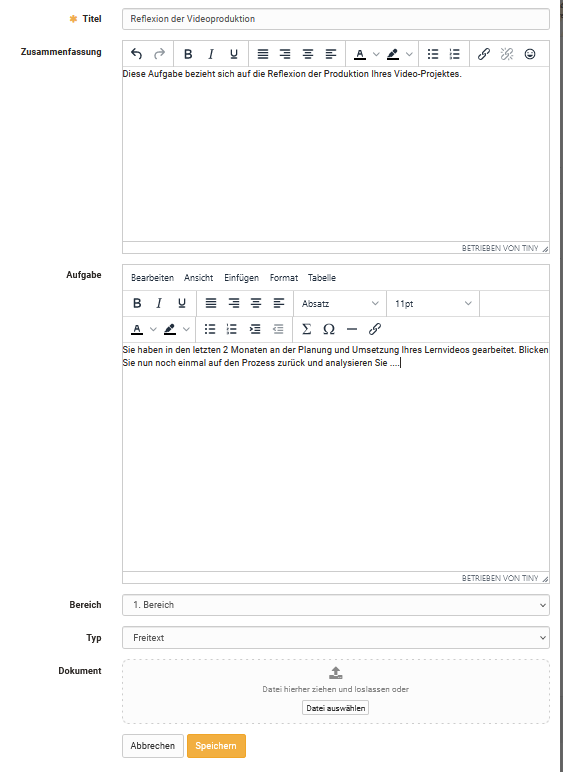 ✱ Titel
Reflexion der Videoproduktion
Zusammenfassung
B I U A
Diese Aufgabe bezieht sich auf die Reflexion der Produktion Ihres Video-Projektes.
BETRIEBEN VON TINY
Aufgabe
Bearbeiten Ansicht Einfügen Format Tabelle
B I U Absatz 11pt
A Σ Ω
Sie haben in den letzten 2 Monaten an der Planung und Umsetzung Ihres Lernvideos gearbeitet. Blicken
Sie nun noch einmal auf den Prozess zurück und analysieren Sie ....
BETRIEBEN VON TINY
Bereich
1. Bereich
Typ
Freitext
Dokument
Datei hierher ziehen und loslassen oder
Datei auswählen
Abbrechen Speichern